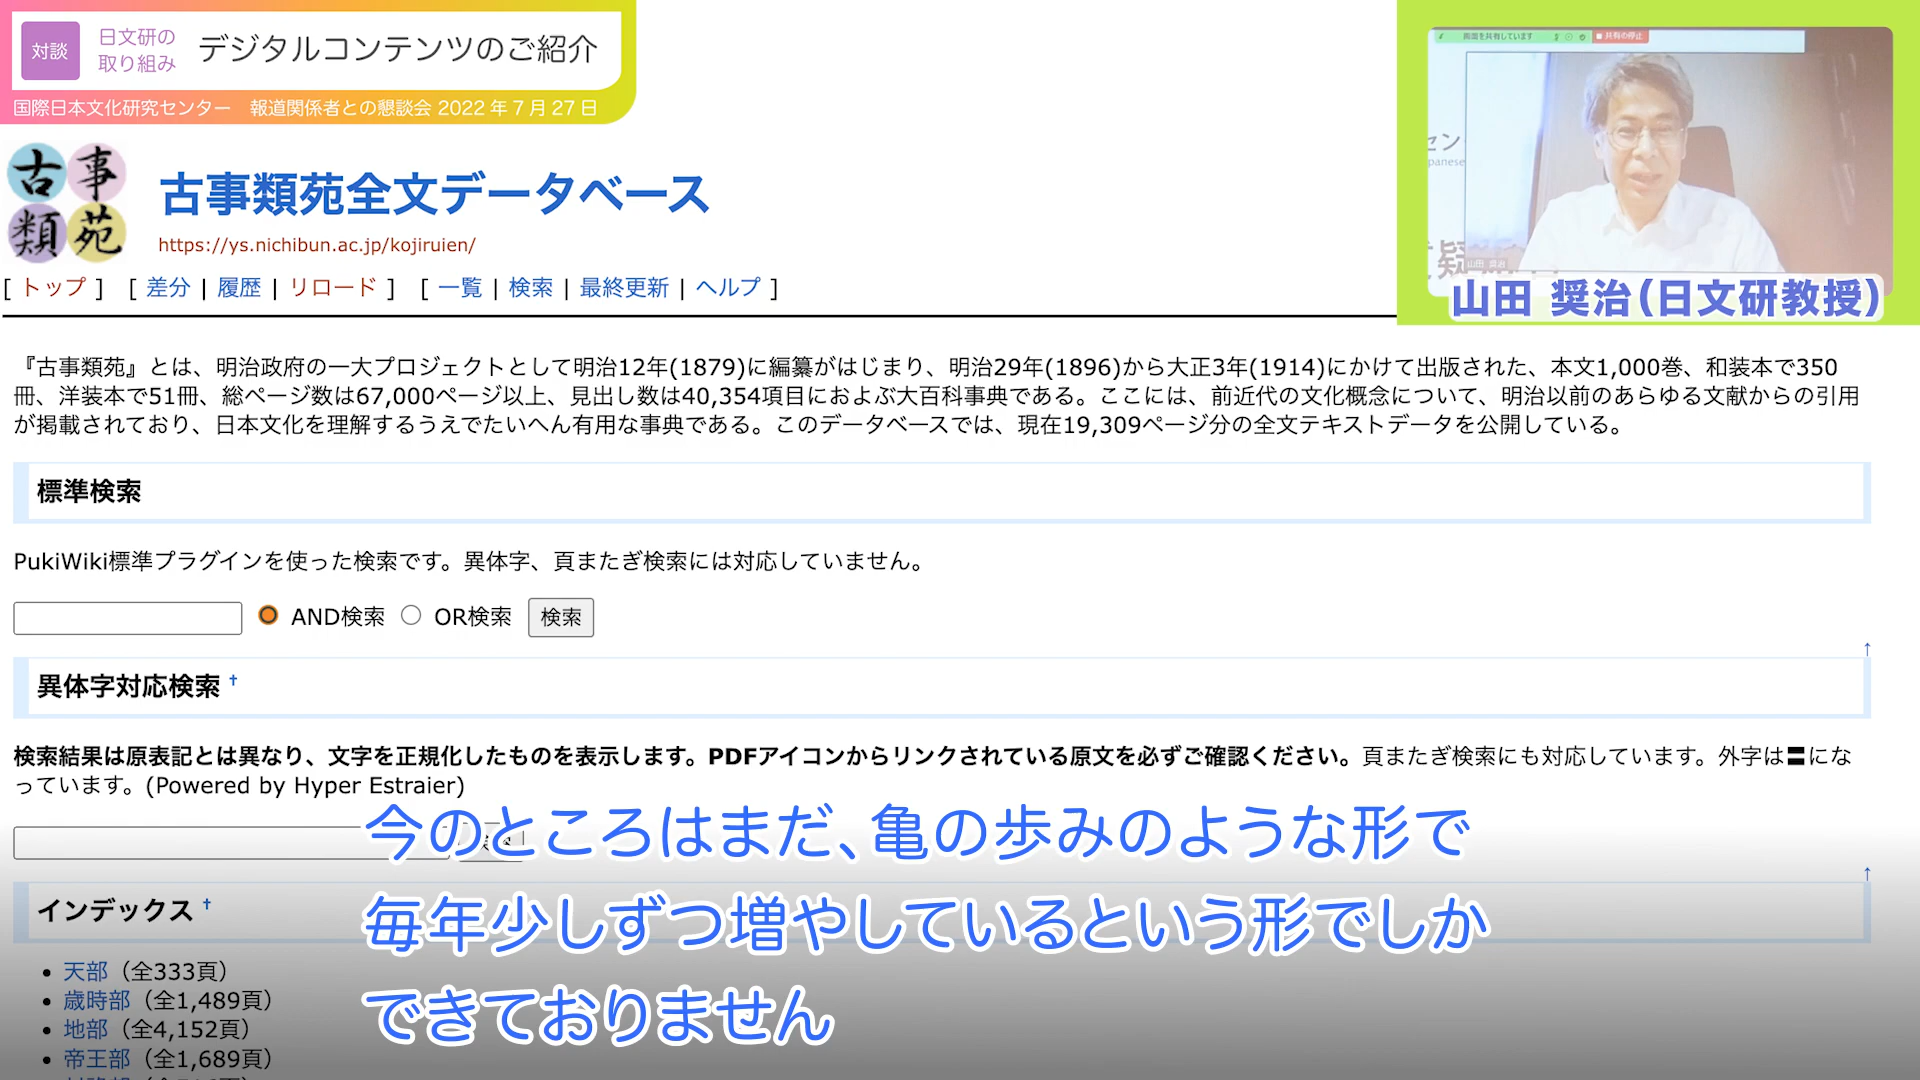 対談
日文研の
取り組み
デジタルコンテンツのご紹介
国際日本文化研究センター 報道関係者との懇談会 2022年7月27日
画面を共有しています
共有の停止
山田 奨治
山田 奨治(日文研教授)
古事類苑
古事類苑全文データベース
https://ys.nichibun.ac.jp/kojiruien/
[ トップ ] [ 差分 | 履歴 | リロード ] [ 一覧 | 検索 | 最終更新 | ヘルプ ]
『古事類苑』とは、明治政府の一大プロジェクトとして明治12年(1879)に編纂がはじまり、明治29年(1896)から大正3年(1914)にかけて出版された、本文1,000巻、和装本で350
冊、洋装本で51冊、総ページ数は67,000ページ以上、見出し数は40,354項目におよぶ大百科事典である。ここには、前近代の文化概念について、明治以前のあらゆる文献からの引用
が掲載されており、日本文化を理解するうえでたいへん有用な事典である。このデータベースでは、現在19,309ページ分の全文テキストデータを公開している。
標準検索
PukiWiki標準プラグインを使った検索です。異体字、頁またぎ検索には対応していません。
AND検索 OR検索 検索
↑
異体字対応検索 †
検索結果は原表記とは異なり、文字を正規化したものを表示します。PDFアイコンからリンクされている原文を必ずご確認ください。頁またぎ検索にも対応しています。外字は〓にな
っています。(Powered by Hyper Estraier)
↑
インデックス †
• 天部（全333頁）
• 歳時部（全1,489頁）
• 地部（全4,152頁）
• 帝王部（全1,689頁）
今のところはまだ、亀の歩みのような形で
毎年少しずつ増やしているという形でしか
できておりません